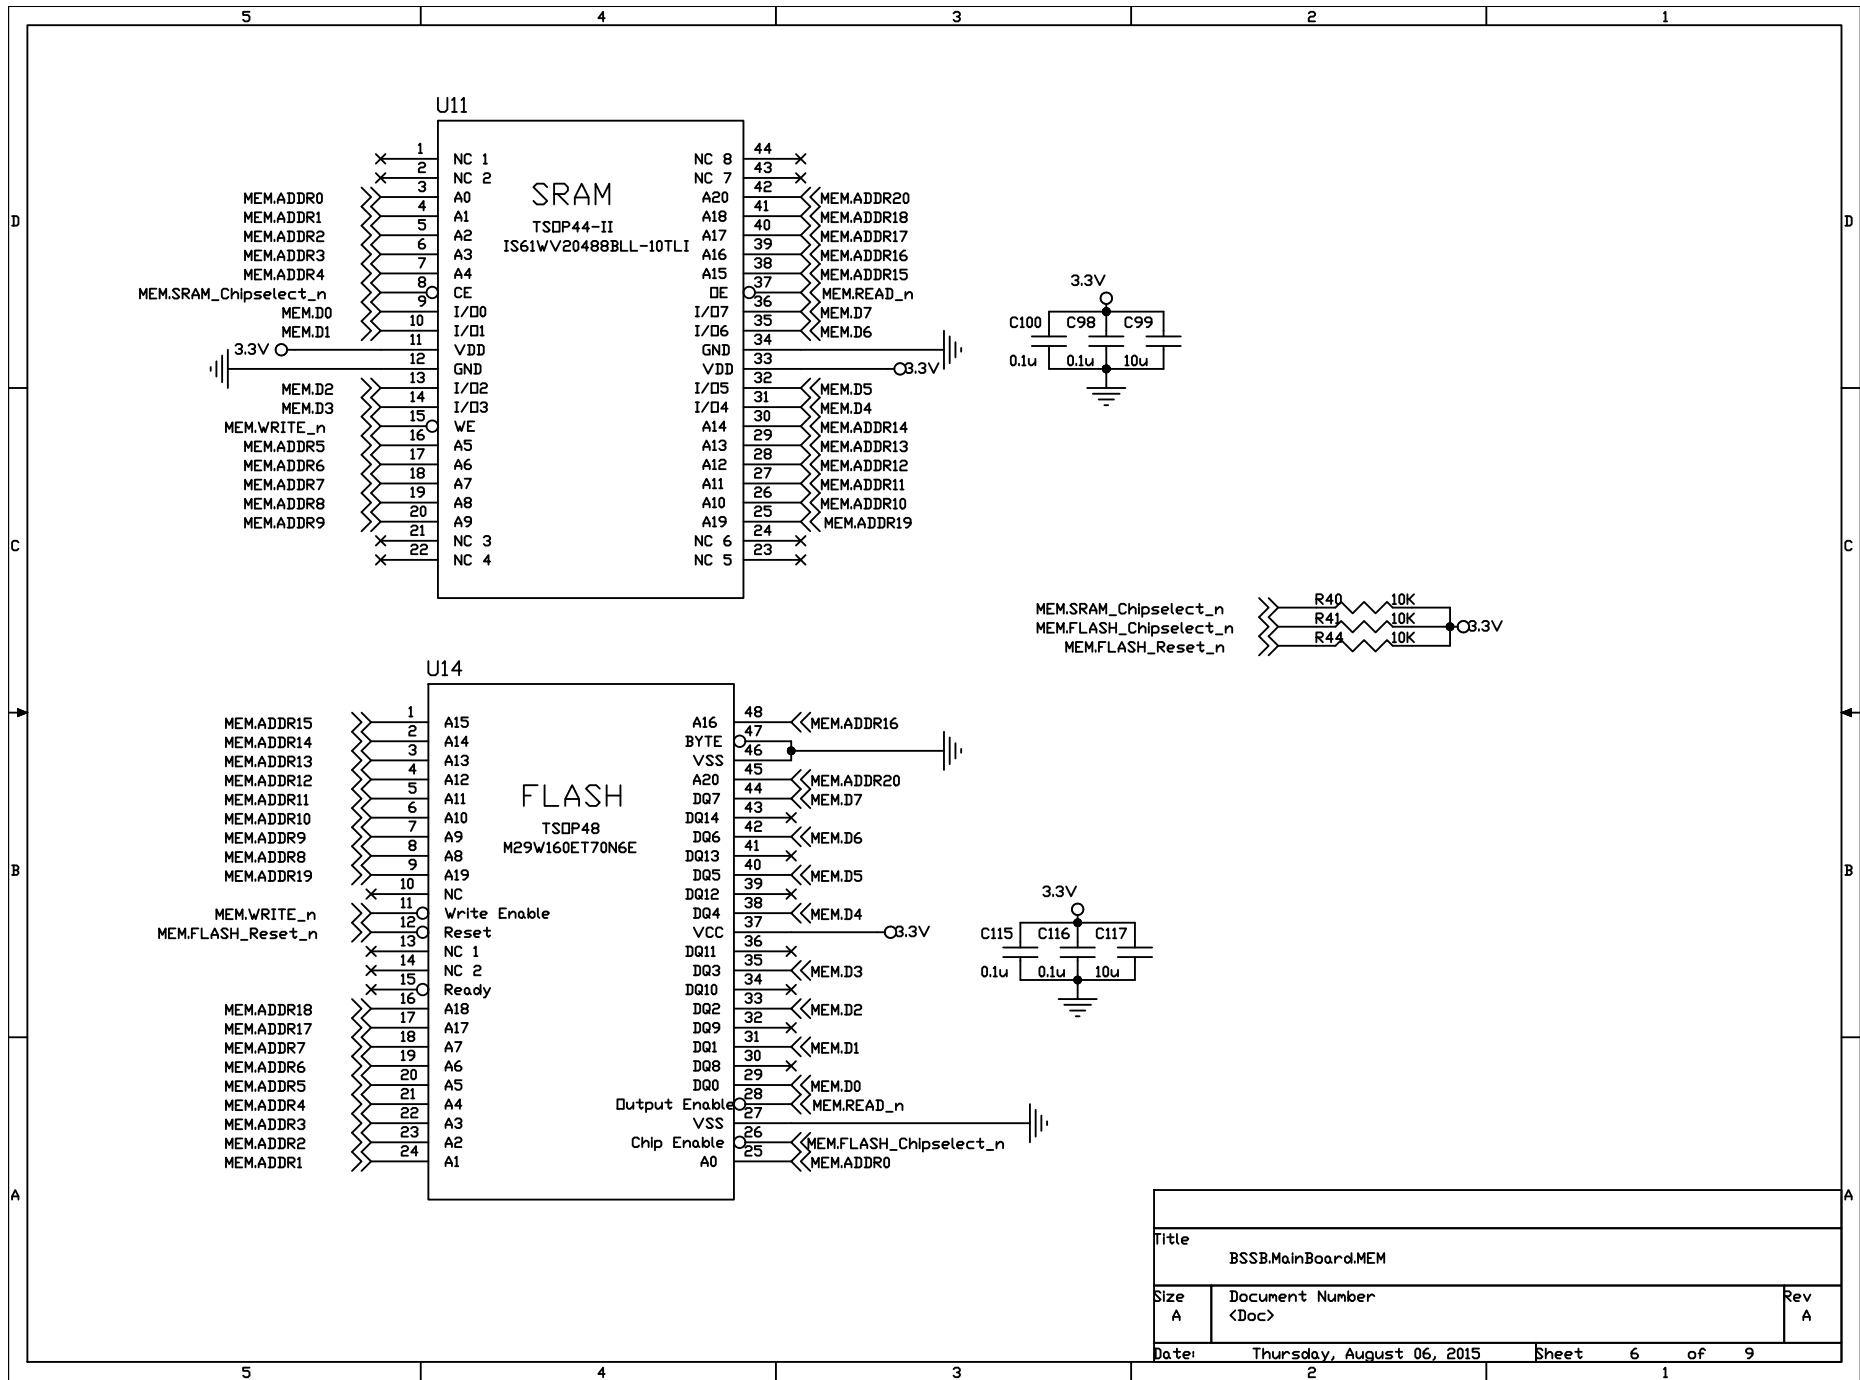 5 4 3 2 1
U11
SRAM
TSOP44-II
IS61WV20488BLL-10TLI
1 NC 1 NC 8 44
2 NC 2 NC 7 43
MEM.ADDR0 3 A0 A20 42 MEM.ADDR20
MEM.ADDR1 4 A1 A18 41 MEM.ADDR18
D MEM.ADDR2 5 A2 A17 40 MEM.ADDR17 D
MEM.ADDR3 6 A3 A16 39 MEM.ADDR16
MEM.ADDR4 7 A4 A15 38 MEM.ADDR15
MEM.SRAM_Chipselect_n 8 CE OE 37 MEM.READ_n
MEM.D0 9 I/O0 I/O7 36 MEM.D7
MEM.D1 10 I/O1 I/O6 35 MEM.D6
3.3V 11 VDD GND 34
12 GND VDD 33 3.3V
MEM.D2 13 I/O2 I/O5 32 MEM.D5
MEM.D3 14 I/O3 I/O4 31 MEM.D4
MEM.WRITE_n 15 WE A14 30 MEM.ADDR14
MEM.ADDR5 16 A5 A13 29 MEM.ADDR13
MEM.ADDR6 17 A6 A12 28 MEM.ADDR12
MEM.ADDR7 18 A7 A11 27 MEM.ADDR11
MEM.ADDR8 19 A8 A10 26 MEM.ADDR10
MEM.ADDR9 20 A9 A19 25 MEM.ADDR19
21 NC 3 NC 6 24
22 NC 4 NC 5 23
3.3V
C100 C98 C99
0.1u 0.1u 10u
C C
MEM.SRAM_Chipselect_n R40 10K
MEM.FLASH_Chipselect_n R41 10K 3.3V
MEM.FLASH_Reset_n R44 10K
U14
FLASH
TSOP48
M29W160ET70N6E
MEM.ADDR15 1 A15 A16 48 MEM.ADDR16
MEM.ADDR14 2 A14 BYTE 47
MEM.ADDR13 3 A13 VSS 46
MEM.ADDR12 4 A12 A20 45 MEM.ADDR20
MEM.ADDR11 5 A11 DQ7 44 MEM.D7
MEM.ADDR10 6 A10 DQ14 43
MEM.ADDR9 7 A9 DQ6 42 MEM.D6
MEM.ADDR8 8 A8 DQ13 41
B MEM.ADDR19 9 A19 DQ5 40 MEM.D5 B
10 NC DQ12 39
MEM.WRITE_n 11 Write Enable DQ4 38 MEM.D4
MEM.FLASH_Reset_n 12 Reset VCC 37 3.3V
13 NC 1 DQ11 36
14 NC 2 DQ3 35 MEM.D3
15 Ready DQ10 34
MEM.ADDR18 16 A18 DQ2 33 MEM.D2
MEM.ADDR17 17 A17 DQ9 32
MEM.ADDR7 18 A7 DQ1 31 MEM.D1
MEM.ADDR6 19 A6 DQ8 30
MEM.ADDR5 20 A5 DQ0 29 MEM.D0
MEM.ADDR4 21 A4 Output Enable 28 MEM.READ_n
MEM.ADDR3 22 A3 VSS 27
MEM.ADDR2 23 A2 Chip Enable 26 MEM.FLASH_Chipselect_n
MEM.ADDR1 24 A1 A0 25 MEM.ADDR0
3.3V
C115 C116 C117
0.1u 0.1u 10u
A A
Title
BSSB.MainBoard.MEM
Size Document Number Rev
A <Doc> A
Date: Thursday, August 06, 2015 Sheet 6 of 9
5 4 3 2 1